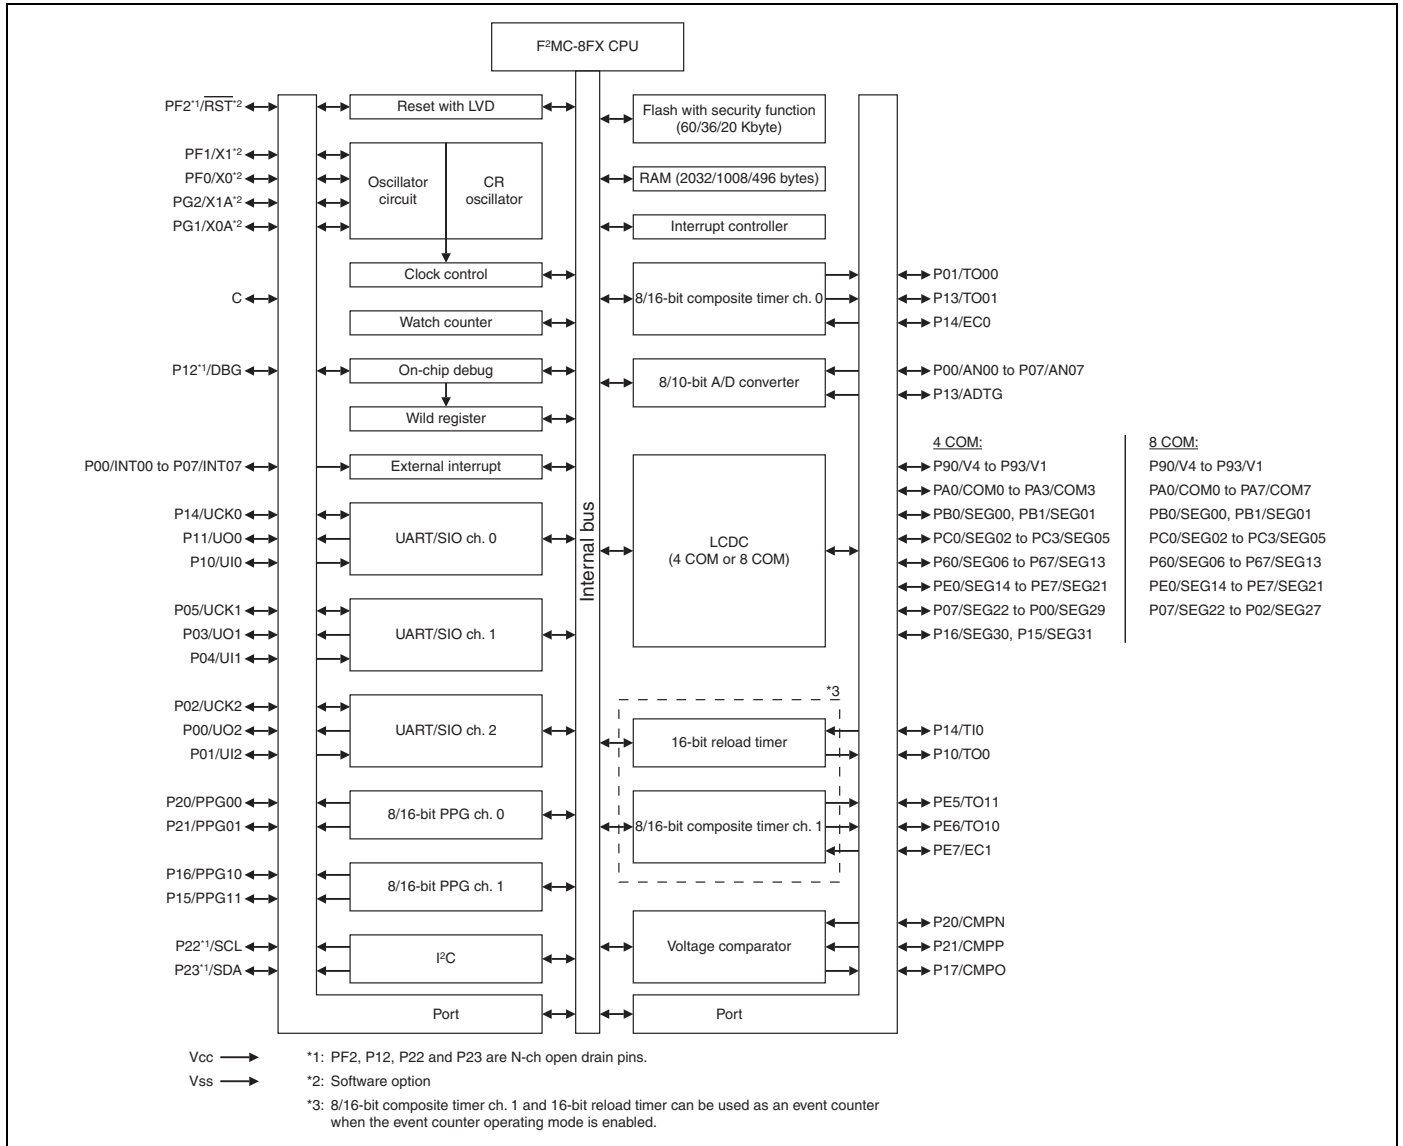 F²MC-8FX CPU
PF2*1/RST*2
PF1/X1*2
PF0/X0*2
PG2/X1A*2
PG1/X0A*2
C
P12*1/DBG
P00/INT00 to P07/INT07
P14/UCK0
P11/UO0
P10/UI0
P05/UCK1
P03/UO1
P04/UI1
P02/UCK2
P00/UO2
P01/UI2
P20/PPG00
P21/PPG01
P16/PPG10
P15/PPG11
P22*1/SCL
P23*1/SDA
Reset with LVD
Oscillator
circuit
CR
oscillator
Clock control
Watch counter
On-chip debug
Wild register
External interrupt
UART/SIO ch. 0
UART/SIO ch. 1
UART/SIO ch. 2
8/16-bit PPG ch. 0
8/16-bit PPG ch. 1
I²C
Port
Internal bus
Flash with security function
(60/36/20 Kbyte)
RAM (2032/1008/496 bytes)
Interrupt controller
8/16-bit composite timer ch. 0
8/10-bit A/D converter
LCDC
(4 COM or 8 COM)
*3
16-bit reload timer
8/16-bit composite timer ch. 1
Voltage comparator
Port
P01/TO00
P13/TO01
P14/EC0
P00/AN00 to P07/AN07
P13/ADTG
4 COM:
P90/V4 to P93/V1
PA0/COM0 to PA3/COM3
PB0/SEG00, PB1/SEG01
PC0/SEG02 to PC3/SEG05
P60/SEG06 to P67/SEG13
PE0/SEG14 to PE7/SEG21
P07/SEG22 to P00/SEG29
P16/SEG30, P15/SEG31
8 COM:
P90/V4 to P93/V1
PA0/COM0 to PA7/COM7
PB0/SEG00, PB1/SEG01
PC0/SEG02 to PC3/SEG05
P60/SEG06 to P67/SEG13
PE0/SEG14 to PE7/SEG21
P07/SEG22 to P02/SEG27
P14/TI0
P10/TO0
PE5/TO11
PE6/TO10
PE7/EC1
P20/CMPN
P21/CMPP
P17/CMPO
Vcc
Vss
*1: PF2, P12, P22 and P23 are N-ch open drain pins.
*2: Software option
*3: 8/16-bit composite timer ch. 1 and 16-bit reload timer can be used as an event counter
when the event counter operating mode is enabled.